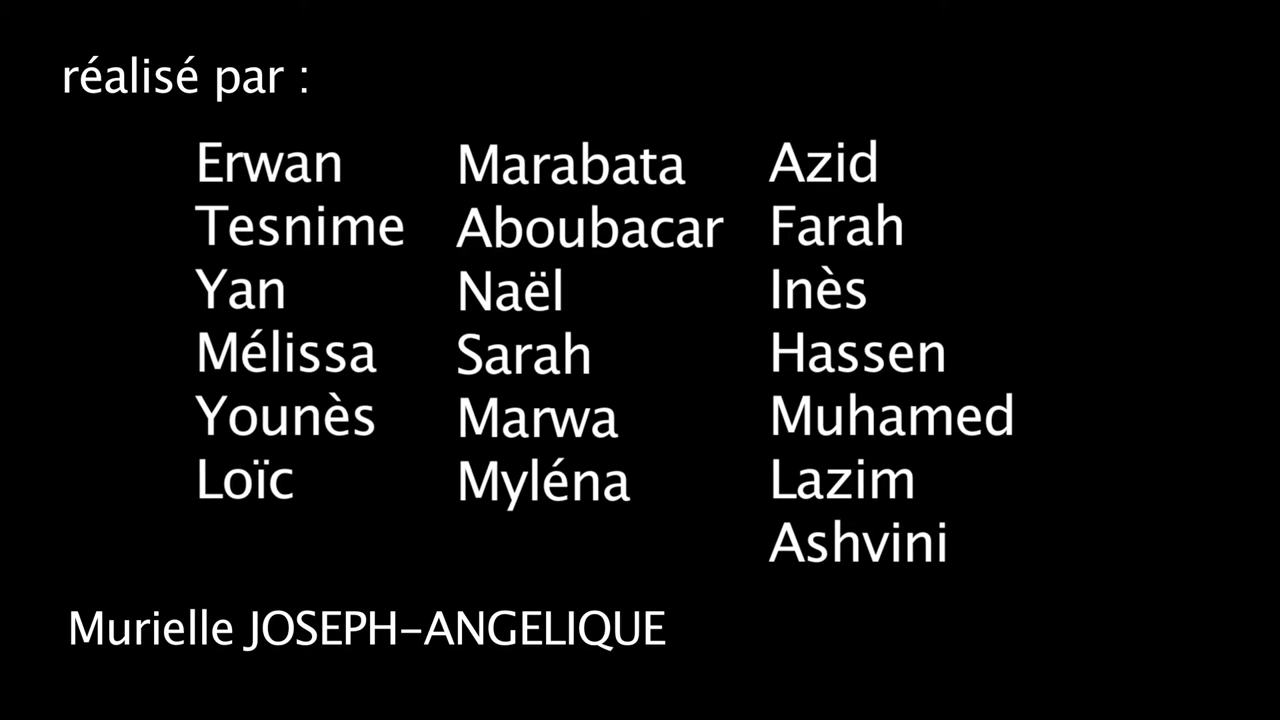 réalisé par :
Erwan
Tesnime
Yan
Mélissa
Younès
Loïc
Marabata
Aboubacar
Naël
Sarah
Marwa
Myléna
Azid
Farah
Inès
Hassen
Muhamed
Lazim
Ashvini
Murielle JOSEPH-ANGELIQUE